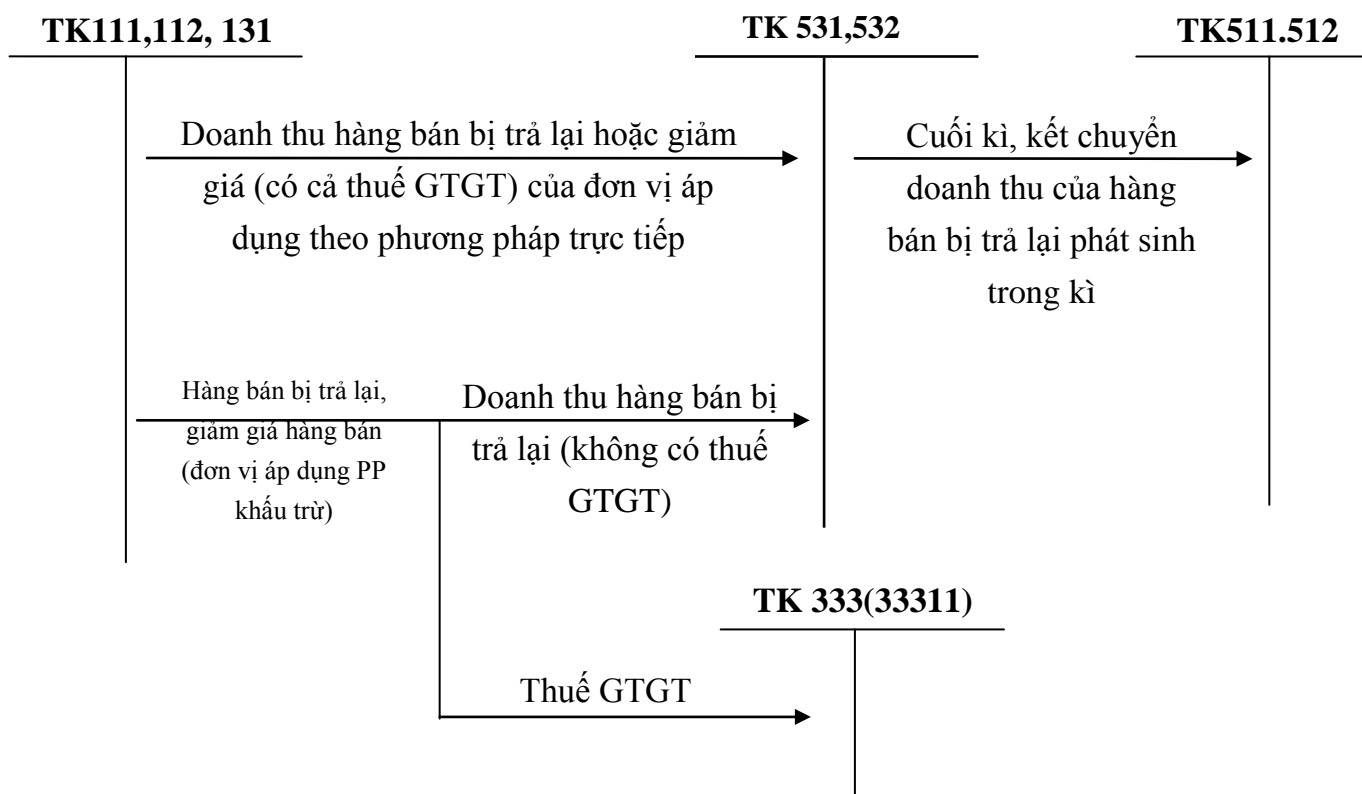 TK111,112, 131
TK 531,532
TK511.512
Doanh thu hàng bán bị trả lại hoặc giảm
giá (có cả thuế GTGT) của đơn vị áp
dụng theo phương pháp trực tiếp
Cuối kì, kết chuyển
doanh thu của hàng
bán bị trả lại phát sinh
trong kì
Hàng bán bị trả lại,
giảm giá hàng bán
(đơn vị áp dụng PP
khấu trừ)
Doanh thu hàng bán bị
trả lại (không có thuế
GTGT)
TK 333(33311)
Thuế GTGT